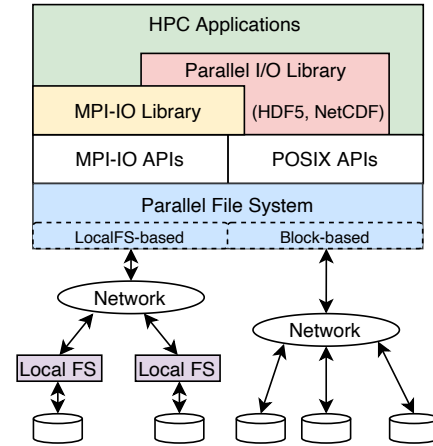 HPC Applications
Parallel I/O Library
MPI-IO Library
(HDF5, NetCDF)
MPI-IO APIs
POSIX APIs
Parallel File System
LocalFS-based
Block-based
Network
Network
Local FS
Local FS